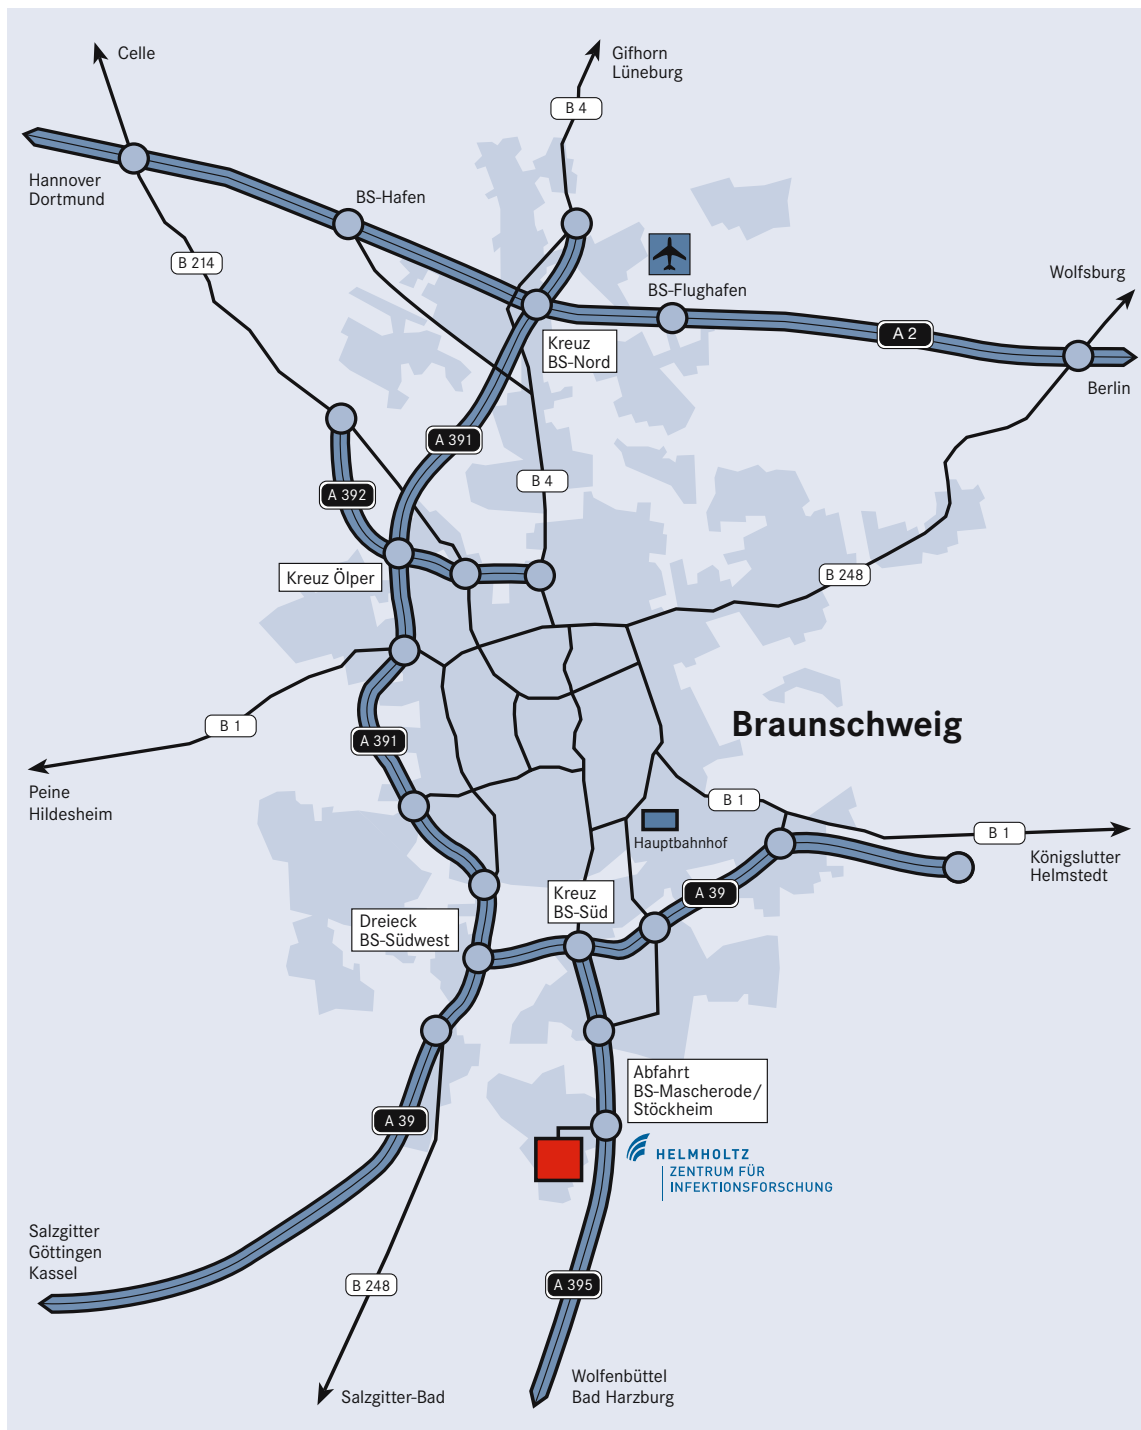 Celle
Gifhorn
Lüneburg
B 4
Hannover
Dortmund
BS-Hafen
B 214
BS-Flughafen
Wolfsburg
A 2
Kreuz
BS-Nord
Berlin
A 391
B 4
A 392
Kreuz Ölper
B 248
B 1
Braunschweig
A 391
Peine
Hildesheim
B 1
B 1
Hauptbahnhof
Königslutter
Helmstedt
Kreuz
BS-Süd
A 39
Dreieck
BS-Südwest
Abfahrt
BS-Mascherode/
Stöckheim
A 39
HELMHOLTZ
ZENTRUM FÜR
INFEKTIONSFORSCHUNG
Salzgitter
Göttingen
Kassel
B 248
A 395
Wolfenbüttel
Bad Harzburg
Salzgitter-Bad